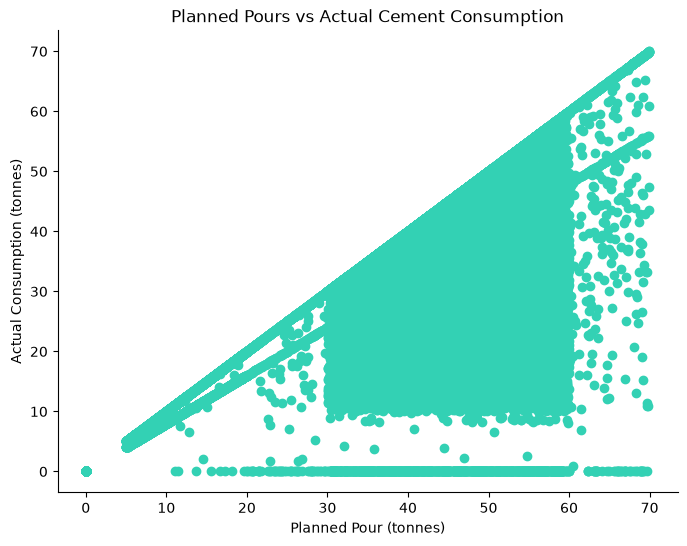 Planned Pours vs Actual Cement Consumption
Actual Consumption (tonnes)
70
60
50
40
30
20
10
0
0 10 20 30 40 50 60 70
Planned Pour (tonnes)